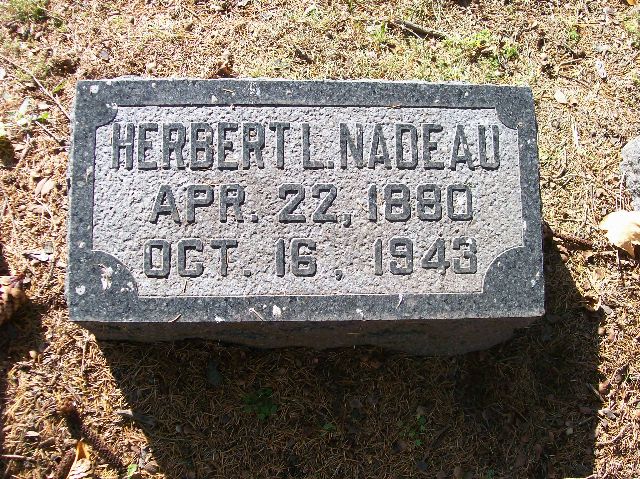 HERBERT L. NADEAU
APR. 22, 1880
OCT. 16, 1943